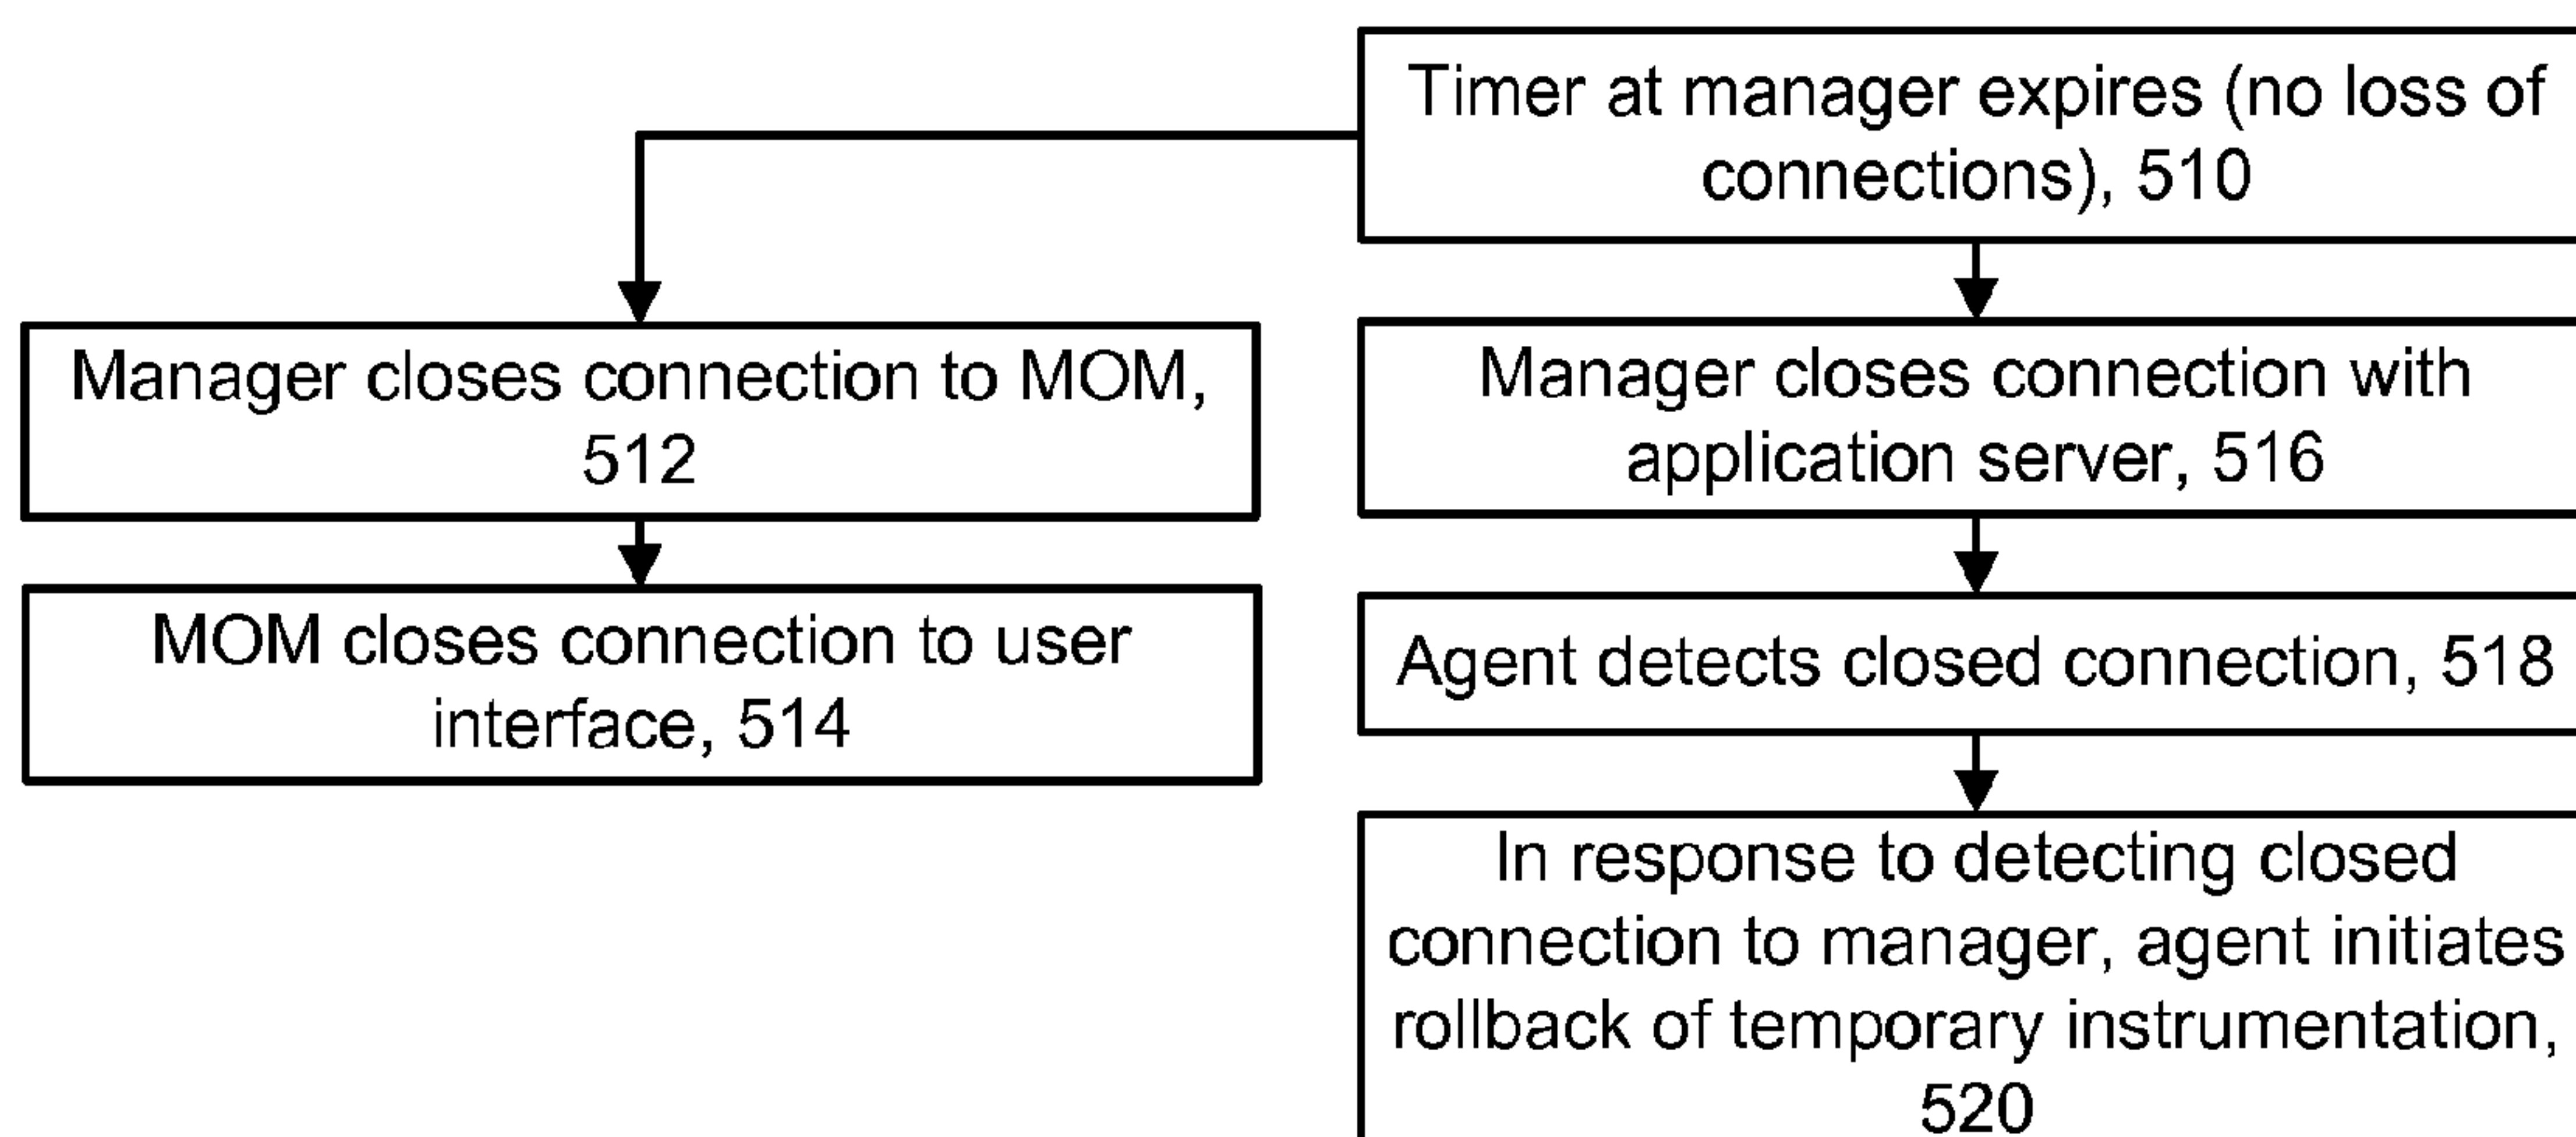 Timer at manager expires (no loss of
connections), 510
Manager closes connection to MOM,
512
MOM closes connection to user
interface, 514
Manager closes connection with
application server, 516
Agent detects closed connection, 518
In response to detecting closed
connection to manager, agent initiates
rollback of temporary instrumentation,
520